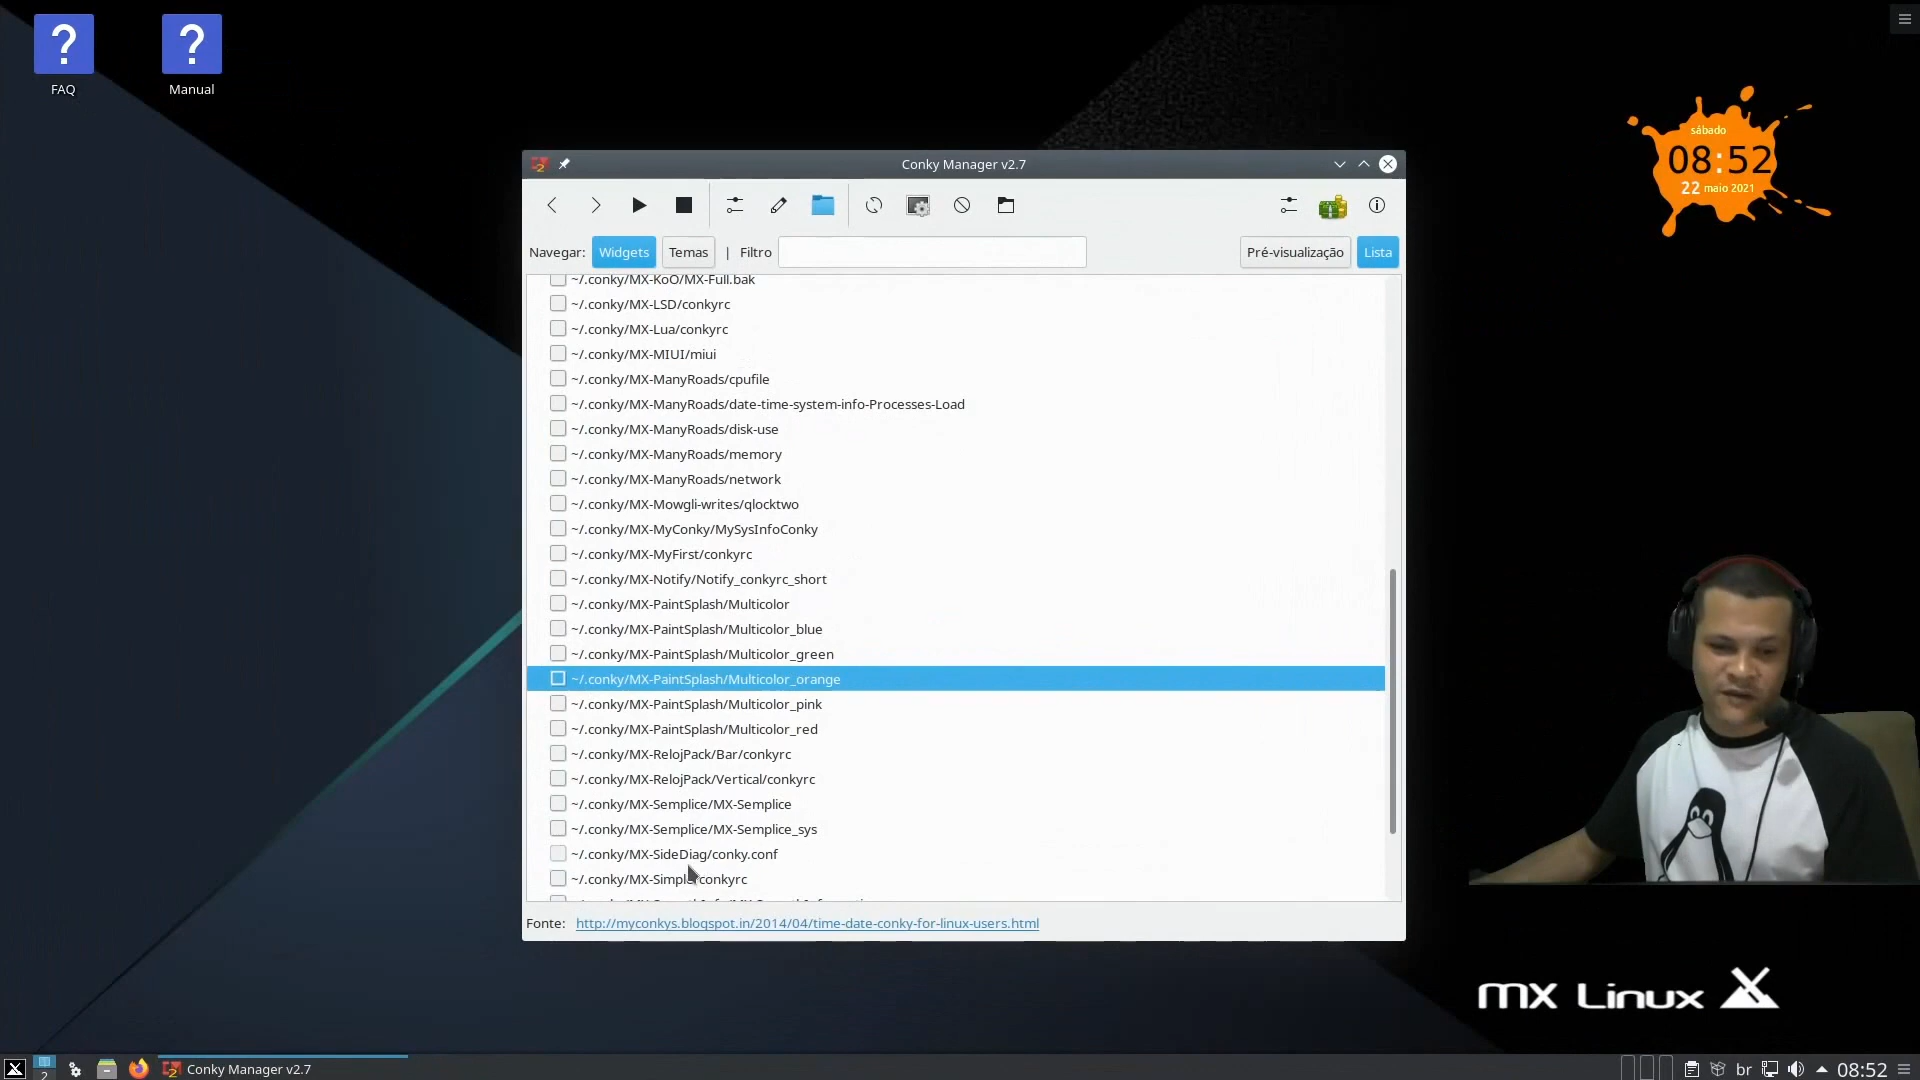 FAQ
Manual
sábado
08:52
22 maio 2021
Conky Manager v2.7
Navegar: Widgets Temas | Filtro
Pré-visualização Lista
~/.conky/MX-KoO/MX-Full.bak
~/.conky/MX-LSD/conkyrc
~/.conky/MX-Lua/conkyrc
~/.conky/MX-MIUI/miui
~/.conky/MX-ManyRoads/cpufile
~/.conky/MX-ManyRoads/date-time-system-info-Processes-Load
~/.conky/MX-ManyRoads/disk-use
~/.conky/MX-ManyRoads/memory
~/.conky/MX-ManyRoads/network
~/.conky/MX-Mowgli-writes/qlocktwo
~/.conky/MX-MyConky/MySysInfoConky
~/.conky/MX-MyFirst/conkyrc
~/.conky/MX-Notify/Notify_conkyrc_short
~/.conky/MX-PaintSplash/Multicolor
~/.conky/MX-PaintSplash/Multicolor_blue
~/.conky/MX-PaintSplash/Multicolor_green
~/.conky/MX-PaintSplash/Multicolor_orange
~/.conky/MX-PaintSplash/Multicolor_pink
~/.conky/MX-PaintSplash/Multicolor_red
~/.conky/MX-RelojPack/Bar/conkyrc
~/.conky/MX-RelojPack/Vertical/conkyrc
~/.conky/MX-Semplice/MX-Semplice
~/.conky/MX-Semplice/MX-Semplice_sys
~/.conky/MX-SideDiag/conky.conf
~/.conky/MX-Simple/conkyrc
Fonte: http://myconkys.blogspot.in/2014/04/time-date-conky-for-linux-users.html
MX Linux
2
Conky Manager v2.7
br
08:52